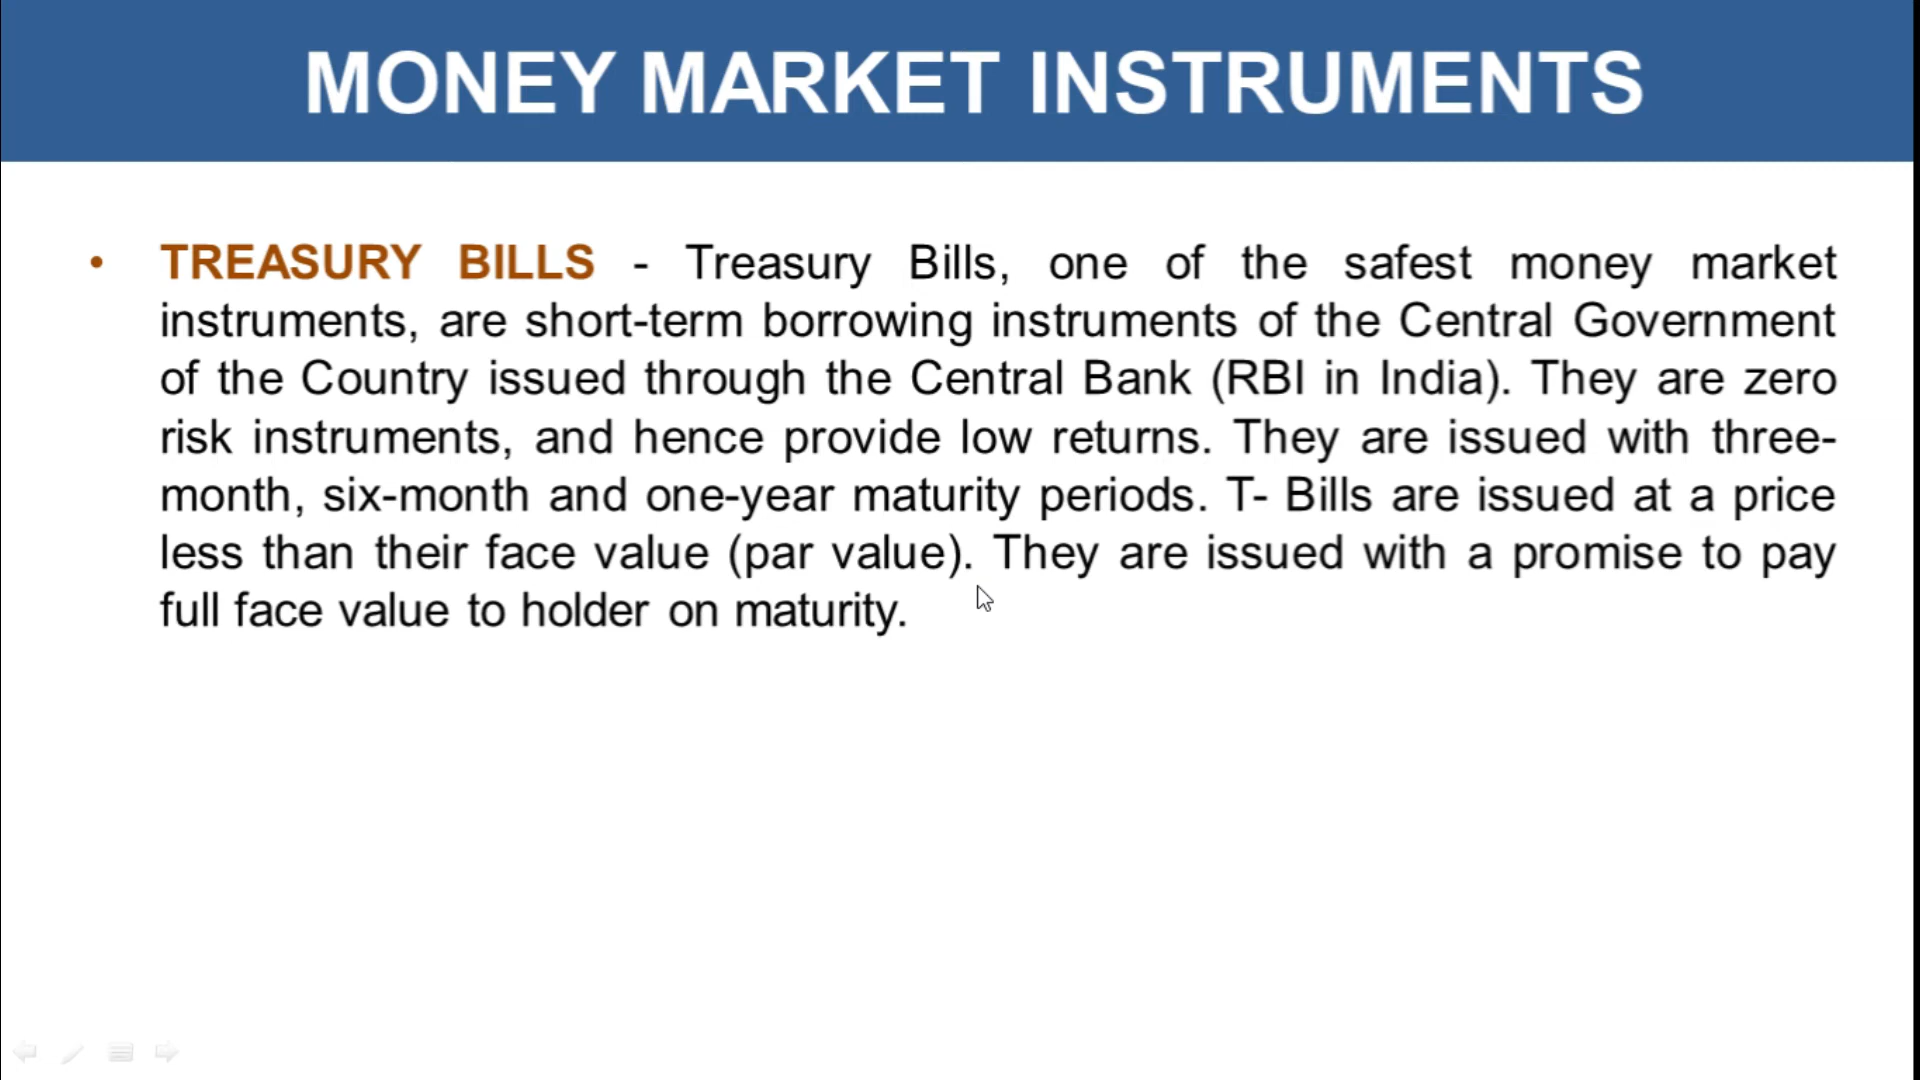 MONEY MARKET INSTRUMENTS
• TREASURY BILLS - Treasury Bills, one of the safest money market
instruments, are short-term borrowing instruments of the Central Government
of the Country issued through the Central Bank (RBI in India). They are zero
risk instruments, and hence provide low returns. They are issued with three-
month, six-month and one-year maturity periods. T- Bills are issued at a price
less than their face value (par value). They are issued with a promise to pay
full face value to holder on maturity.